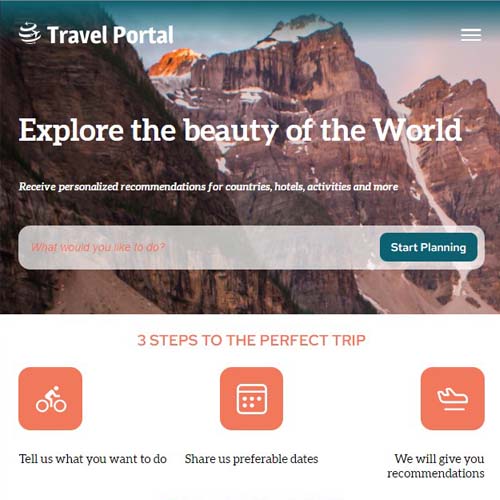 Travel Portal
Explore the beauty of the World
Receive personalized recommendations for countries, hotels, activities and more
What would you like to do?
Start Planning
3 STEPS TO THE PERFECT TRIP
Tell us what you want to do
Share us preferable dates
We will give you
recommendations